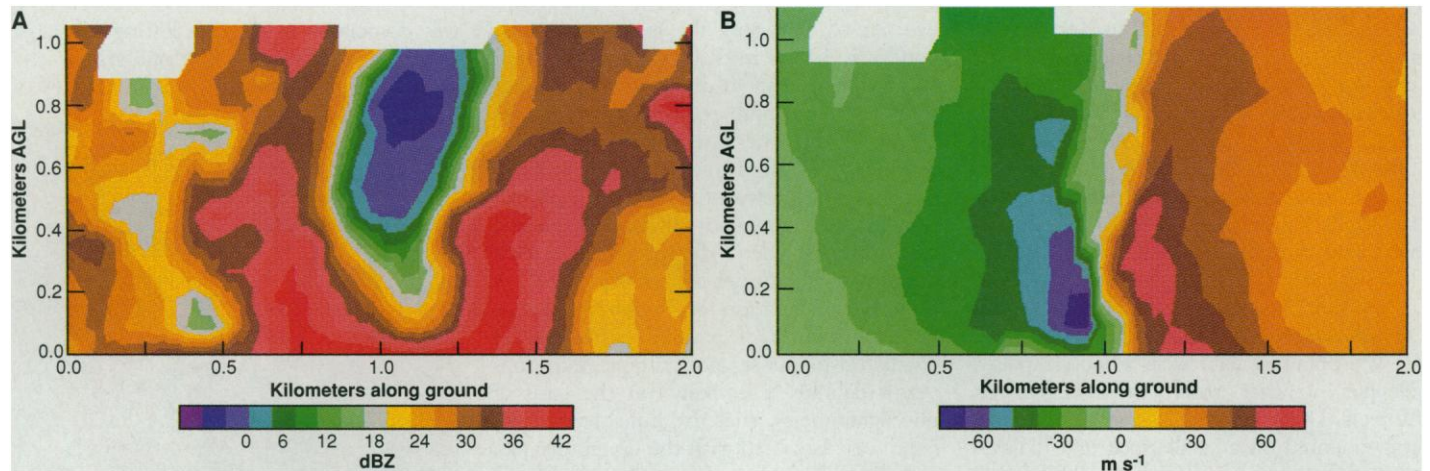 A
Kilometers AGL
1.0
0.8
0.6
0.4
0.2
0.0
0.0 0.5 1.0 1.5 2.0
Kilometers along ground
0 6 12 18 24 30 36 42
dBZ
B
Kilometers AGL
1.0
0.8
0.6
0.4
0.2
0.0
0.0 0.5 1.0 1.5 2.0
Kilometers along ground
-60 -30 0 30 60
m s-1